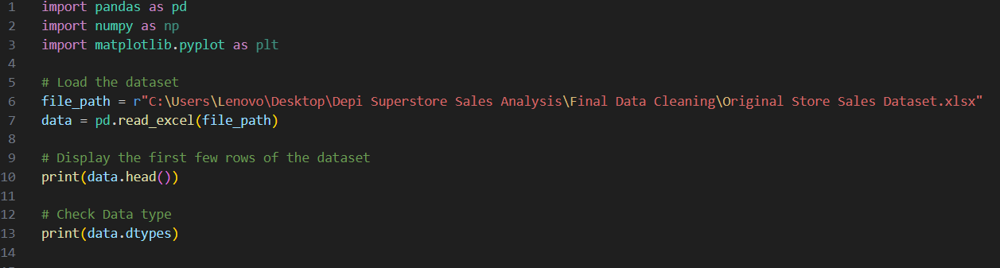 1 import pandas as pd
2 import numpy as np
3 import matplotlib.pyplot as plt
4
5 # Load the dataset
6 file_path = r"C:\Users\Lenovo\Desktop\Depi Superstore Sales Analysis\Final Data Cleaning\Original Store Sales Dataset.xlsx"
7 data = pd.read_excel(file_path)
8
9 # Display the first few rows of the dataset
10 print(data.head())
11
12 # Check Data type
13 print(data.dtypes)
14